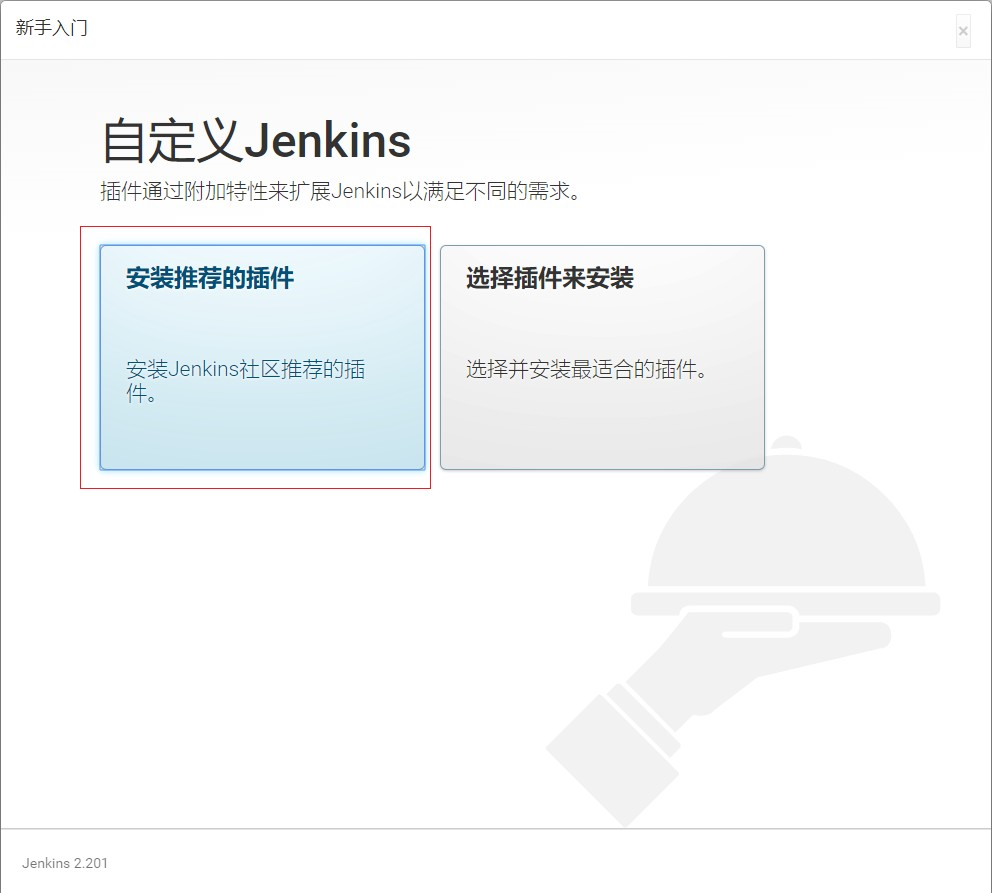 新手入门
×
自定义Jenkins
插件通过附加特性来扩展Jenkins以满足不同的需求。
安装推荐的插件
安装Jenkins社区推荐的插
件。
选择插件来安装
选择并安装最适合的插件。
Jenkins 2.201